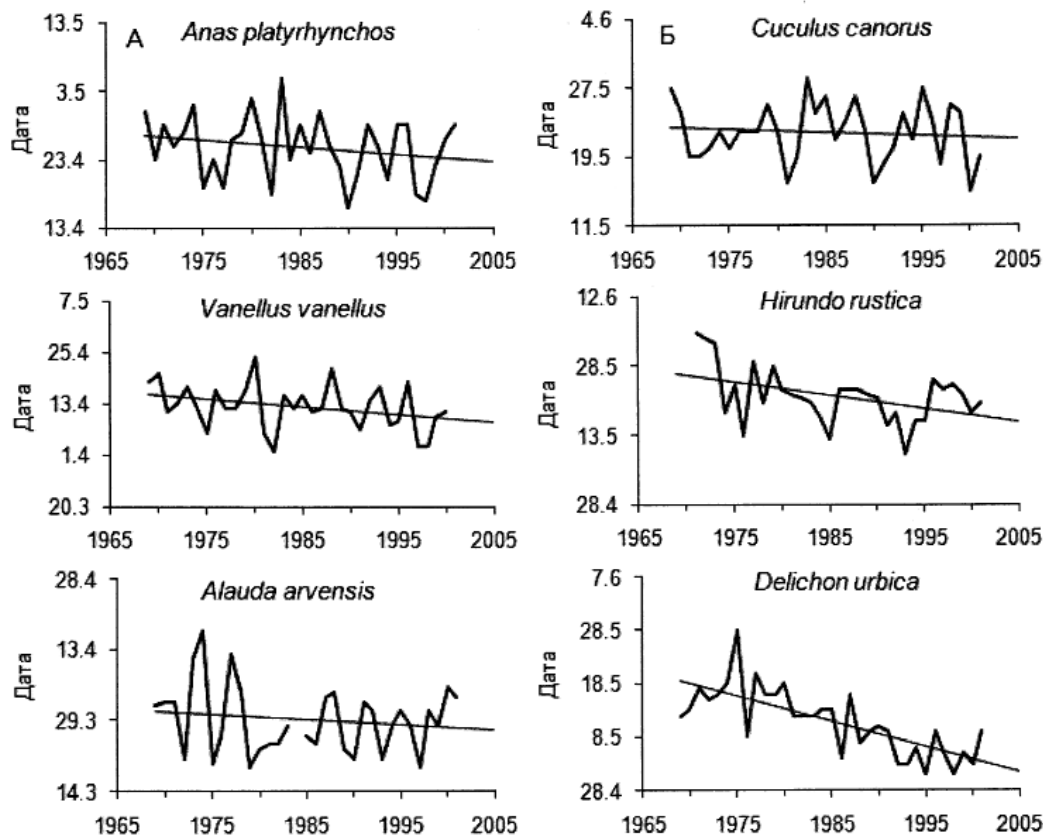 А
Anas platyrhynchos
13.5
3.5
23.4
13.4
Дата
1965 1975 1985 1995 2005
Б
Cuculus canorus
4.6
27.5
19.5
11.5
Дата
1965 1975 1985 1995 2005
Vanellus vanellus
7.5
25.4
13.4
1.4
20.3
Дата
1965 1975 1985 1995 2005
Hirundo rustica
12.6
28.5
13.5
28.4
Дата
1965 1975 1985 1995 2005
Alauda arvensis
28.4
13.4
29.3
14.3
Дата
1965 1975 1985 1995 2005
Delichon urbica
7.6
28.5
18.5
8.5
28.4
Дата
1965 1975 1985 1995 2005